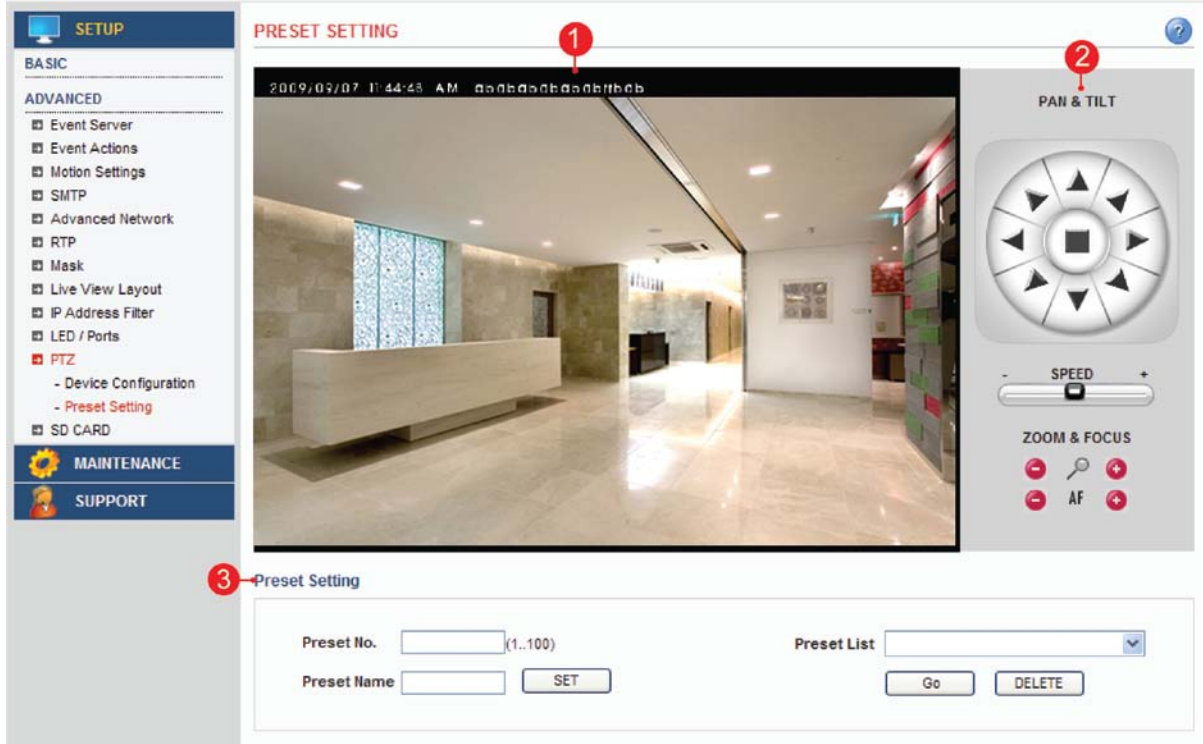 SETUP
BASIC
ADVANCED
Event Server
Event Actions
Motion Settings
SMTP
Advanced Network
RTP
Mask
Live View Layout
IP Address Filter
LED / Ports
PTZ
- Device Configuration
- Preset Setting
SD CARD
MAINTENANCE
SUPPORT
PRESET SETTING
?
1
2009/09/07 11:44:48 AM
2
PAN & TILT
- SPEED +
ZOOM & FOCUS
- +
- AF +
3
Preset Setting
Preset No. (1..100)
Preset Name SET
Preset List
Go DELETE